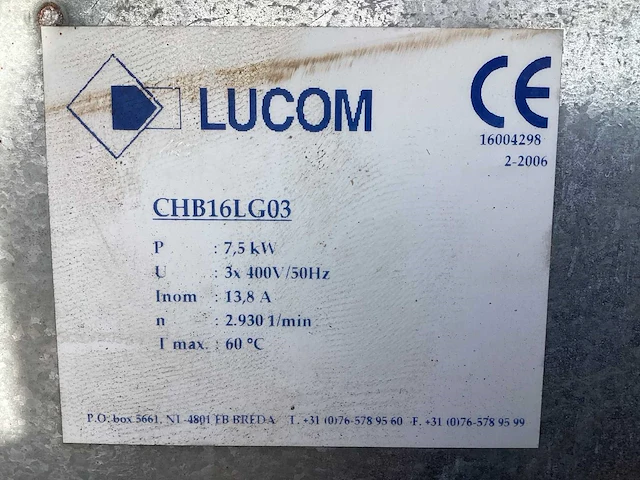 LUCOM
CE
16004298
2-2006
CHB16LG03
P : 7,5 kW
U : 3x 400V/50Hz
Inom : 13,8 A
n : 2.930 1/min
T max. : 60 °C
P.O. box 5661, NL-4801 EB BREDA T. +31 (0)76-578 95 60 F. +31 (0)76-578 95 99